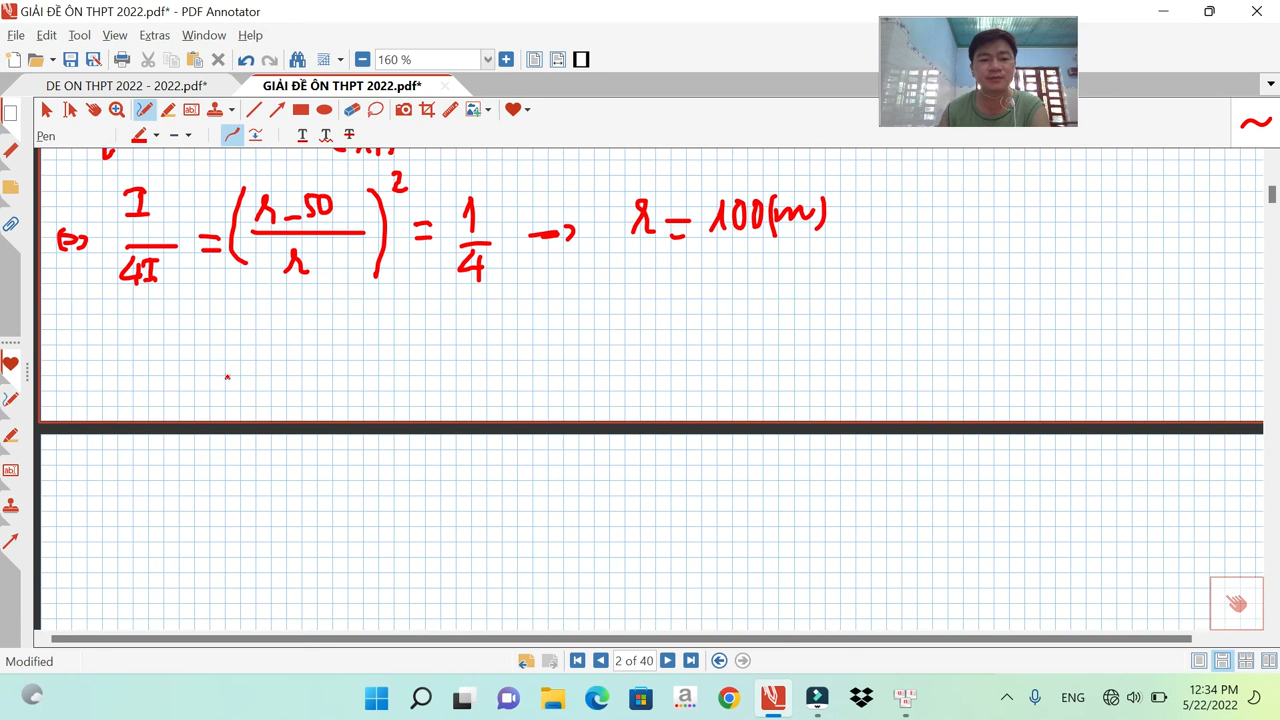 GIẢI ĐỀ ÔN THPT 2022.pdf* - PDF Annotator
File Edit Tool View Extras Window Help
160 %
DE ON THPT 2022 - 2022.pdf* GIẢI ĐỀ ÔN THPT 2022.pdf*
Pen
I/4I = ((r-50)/r)² = 1/4 → r = 100(m)
2 of 40
Modified
ENG
12:34 PM
5/22/2022